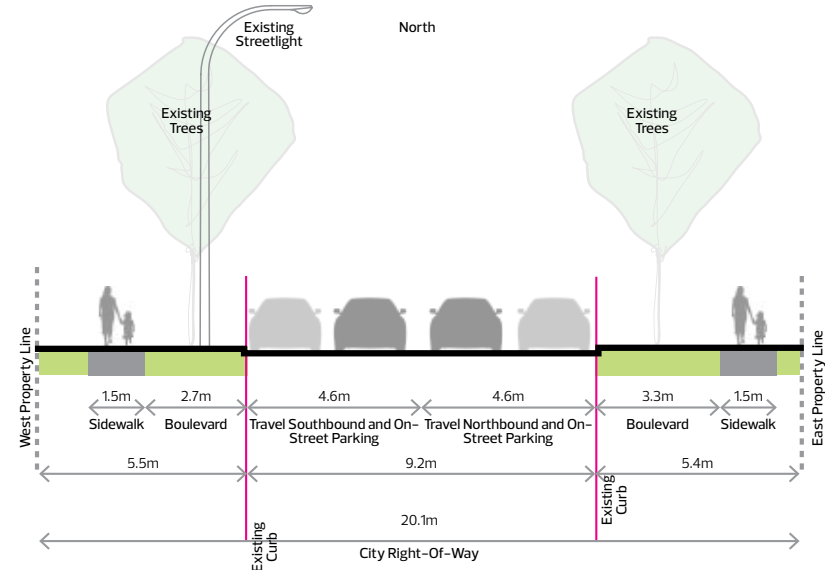 Existing
Streetlight
North
Existing
Trees
Existing
Trees
West Property Line
East Property Line
1.5m
2.7m
4.6m
4.6m
3.3m
1.5m
Sidewalk
Boulevard
Travel Southbound and On-
Street Parking
Travel Northbound and On-
Street Parking
Boulevard
Sidewalk
5.5m
9.2m
5.4m
Existing
Curb
20.1m
Existing
Curb
City Right-Of-Way